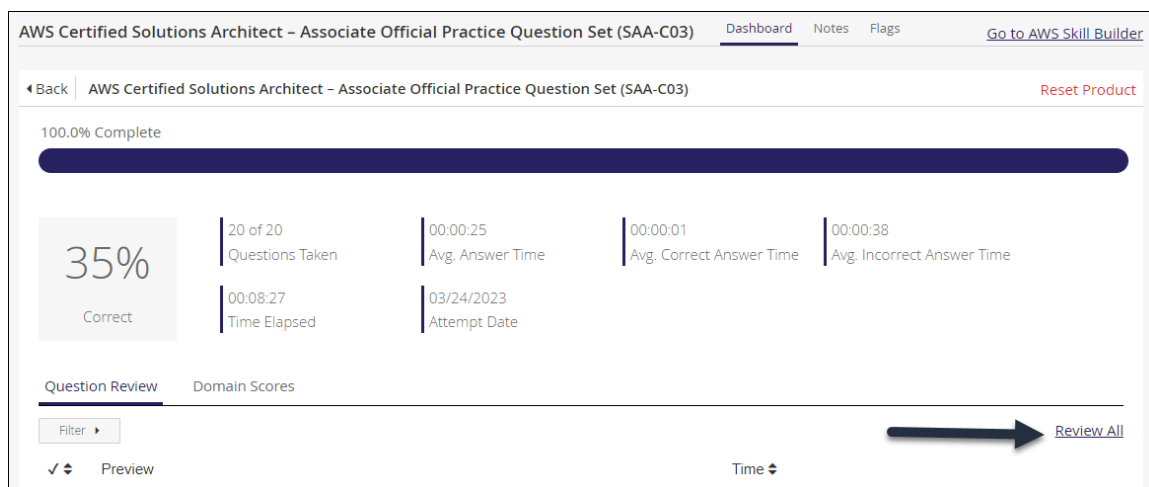 AWS Certified Solutions Architect – Associate Official Practice Question Set (SAA-C03) Dashboard Notes Flags Go to AWS Skill Builder
Back AWS Certified Solutions Architect – Associate Official Practice Question Set (SAA-C03) Reset Product
100.0% Complete
35%
Correct
20 of 20
Questions Taken
00:00:25
Avg. Answer Time
00:00:01
Avg. Correct Answer Time
00:00:38
Avg. Incorrect Answer Time
00:08:27
Time Elapsed
03/24/2023
Attempt Date
Question Review Domain Scores
Filter Review All
✓ Preview Time